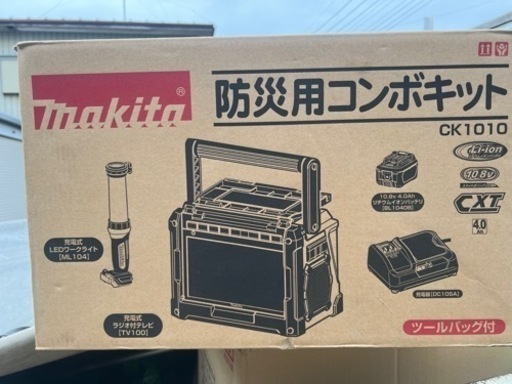 makita®
防災用コンボキット
CK1010
Li-ion
10.8v
CXT
4.0
Ah
10.8v 4.0Ah
リチウムイオンバッテリ
[BL1040B]
充電式
LEDワークライト
[ML104]
充電式
ラジオ付テレビ
[TV100]
充電器[DC10SA]
ツールバッグ付